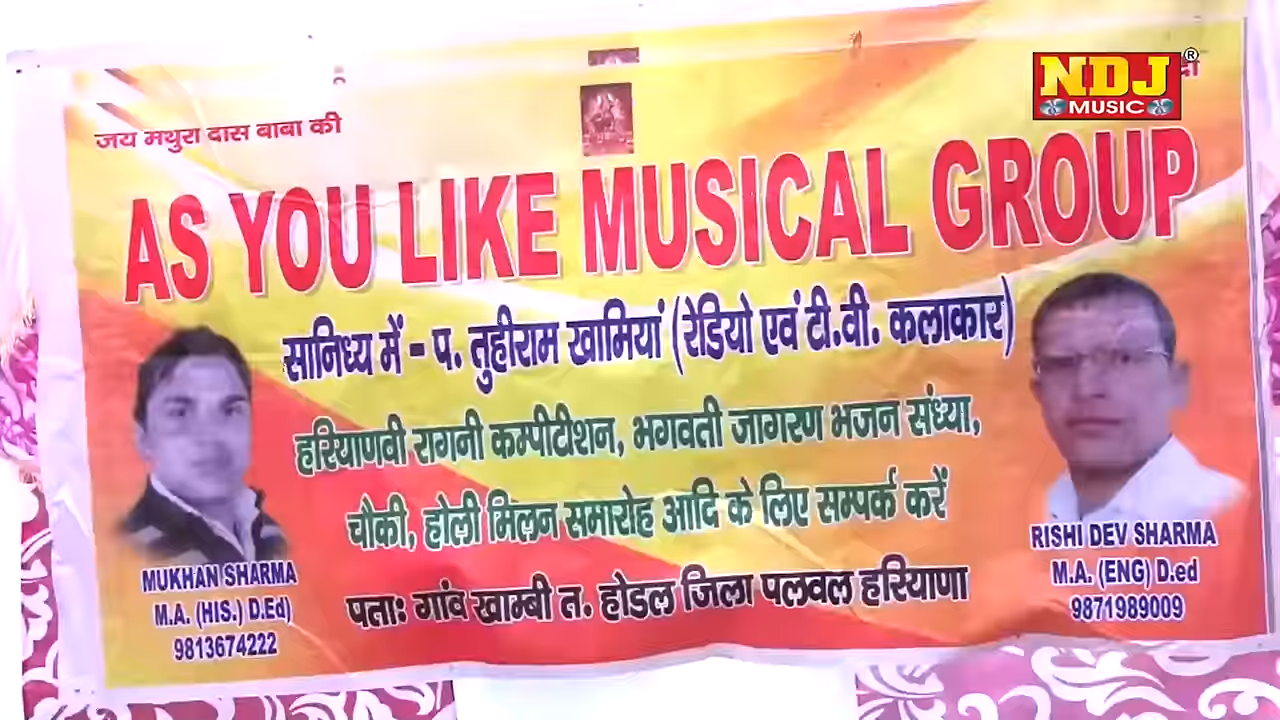 NDJ ®
MUSIC
जय मथुरा दास बाबा की
AS YOU LIKE MUSICAL GROUP
सानिध्य में - प. तुहीराम खामियां (रेडियो एवं टी.वी. कलाकार)
हरियाणवी रागनी कम्पीटीशन, भगवती जागरण भजन संध्या,
चौकी, होली मिलन समारोह आदि के लिए सम्पर्क करें
पताः गांव खाम्बी त. होडल जिला पलवल हरियाणा
MUKHAN SHARMA
M.A. (HIS.) D.Ed)
9813674222
RISHI DEV SHARMA
M.A. (ENG) D.ed
9871989009